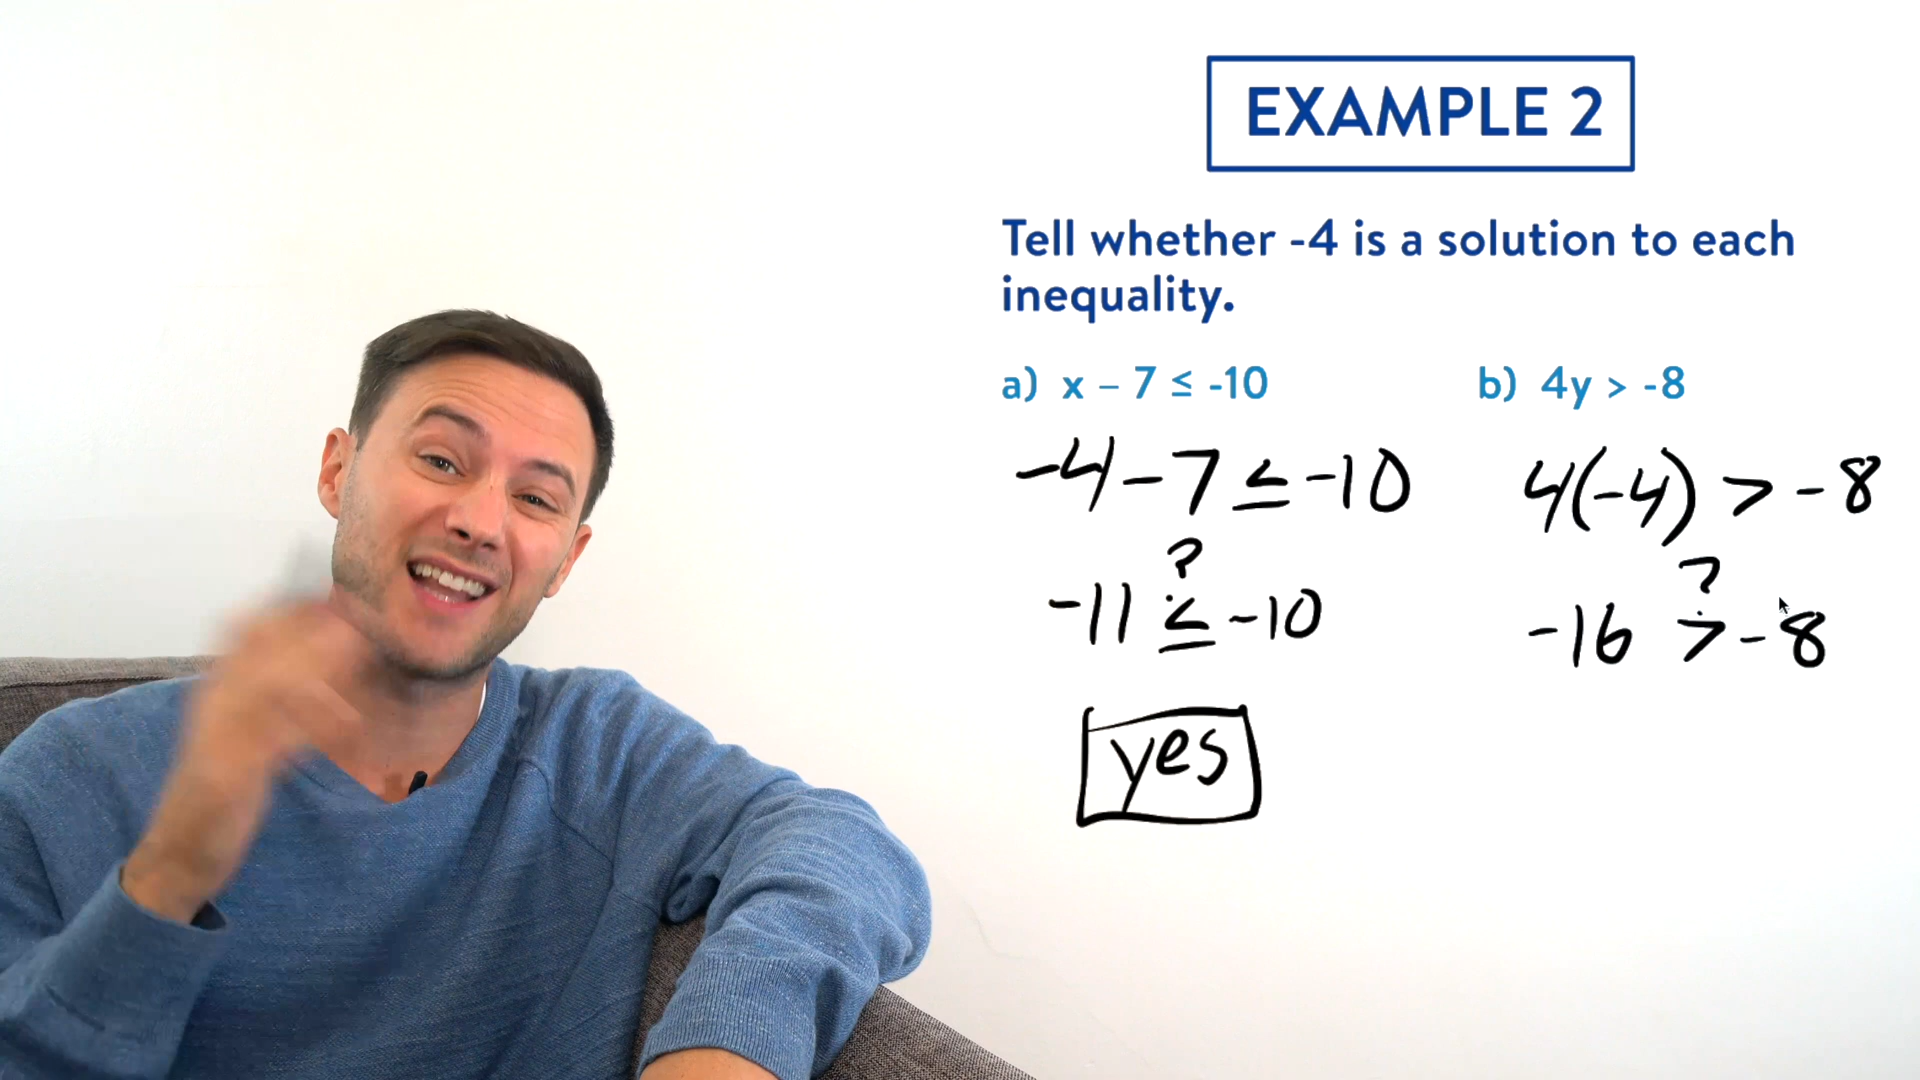 EXAMPLE 2
Tell whether -4 is a solution to each
inequality.
a) x – 7 ≤ -10
-4 - 7 ≤ -10
?
-11 ≤ -10
yes
b) 4y > -8
4(-4) > -8
?
-16 > -8